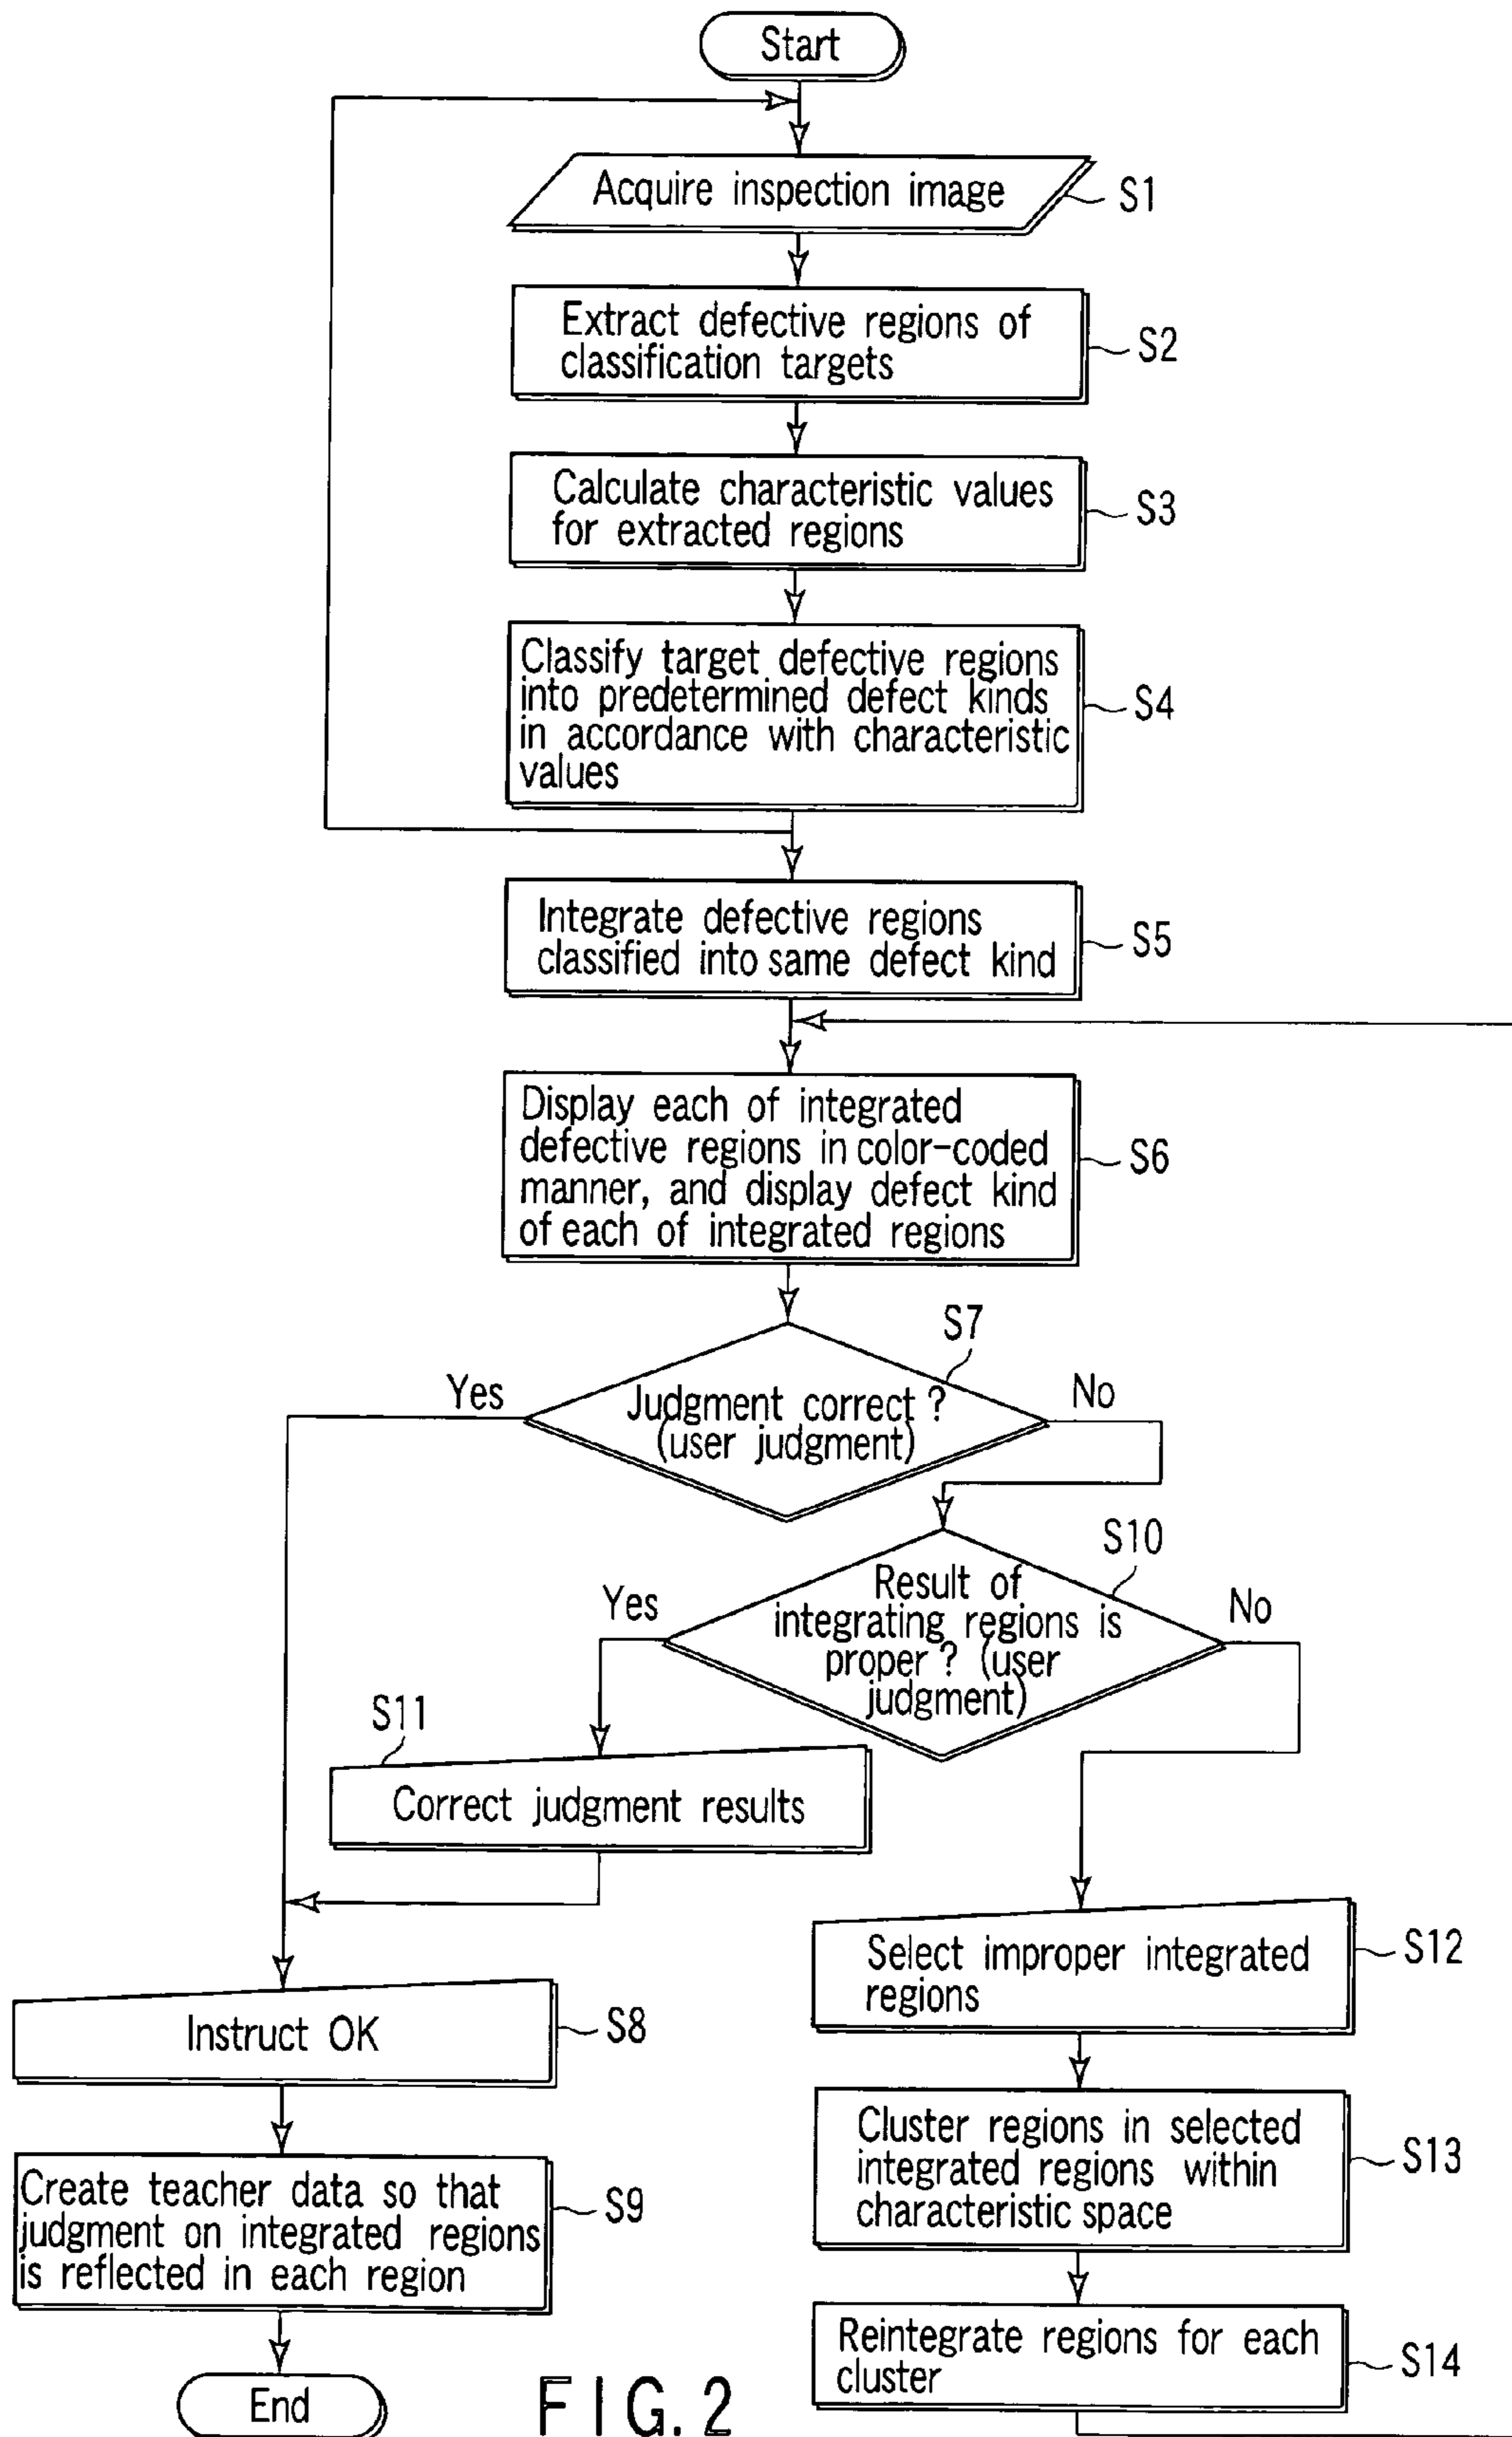 Start
Acquire inspection image
S1
Extract defective regions of
classification targets
S2
Calculate characteristic values
for extracted regions
S3
Classify target defective regions
into predetermined defect kinds
in accordance with characteristic
values
S4
Integrate defective regions
classified into same defect kind
S5
Display each of integrated
defective regions in color-coded
manner, and display defect kind
of each of integrated regions
S6
S7
Yes
Judgment correct ?
(user judgment)
No
S10
Yes
Result of
integrating regions is
proper ? (user
judgment)
No
S11
Correct judgment results
Select improper integrated
regions
S12
Instruct OK
S8
Cluster regions in selected
integrated regions within
characteristic space
S13
Create teacher data so that
judgment on integrated regions
is reflected in each region
S9
Reintegrate regions for each
cluster
S14
End
FIG. 2